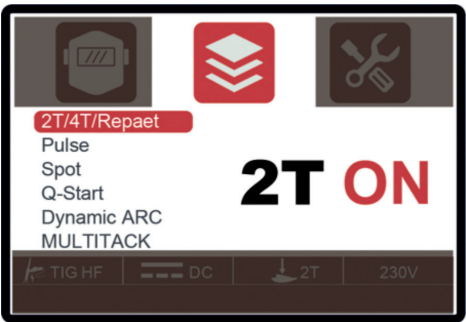 2T/4T/Repaet
Pulse
Spot
Q-Start
Dynamic ARC
MULTITACK
2T ON
TIG HF
DC
2T
230V